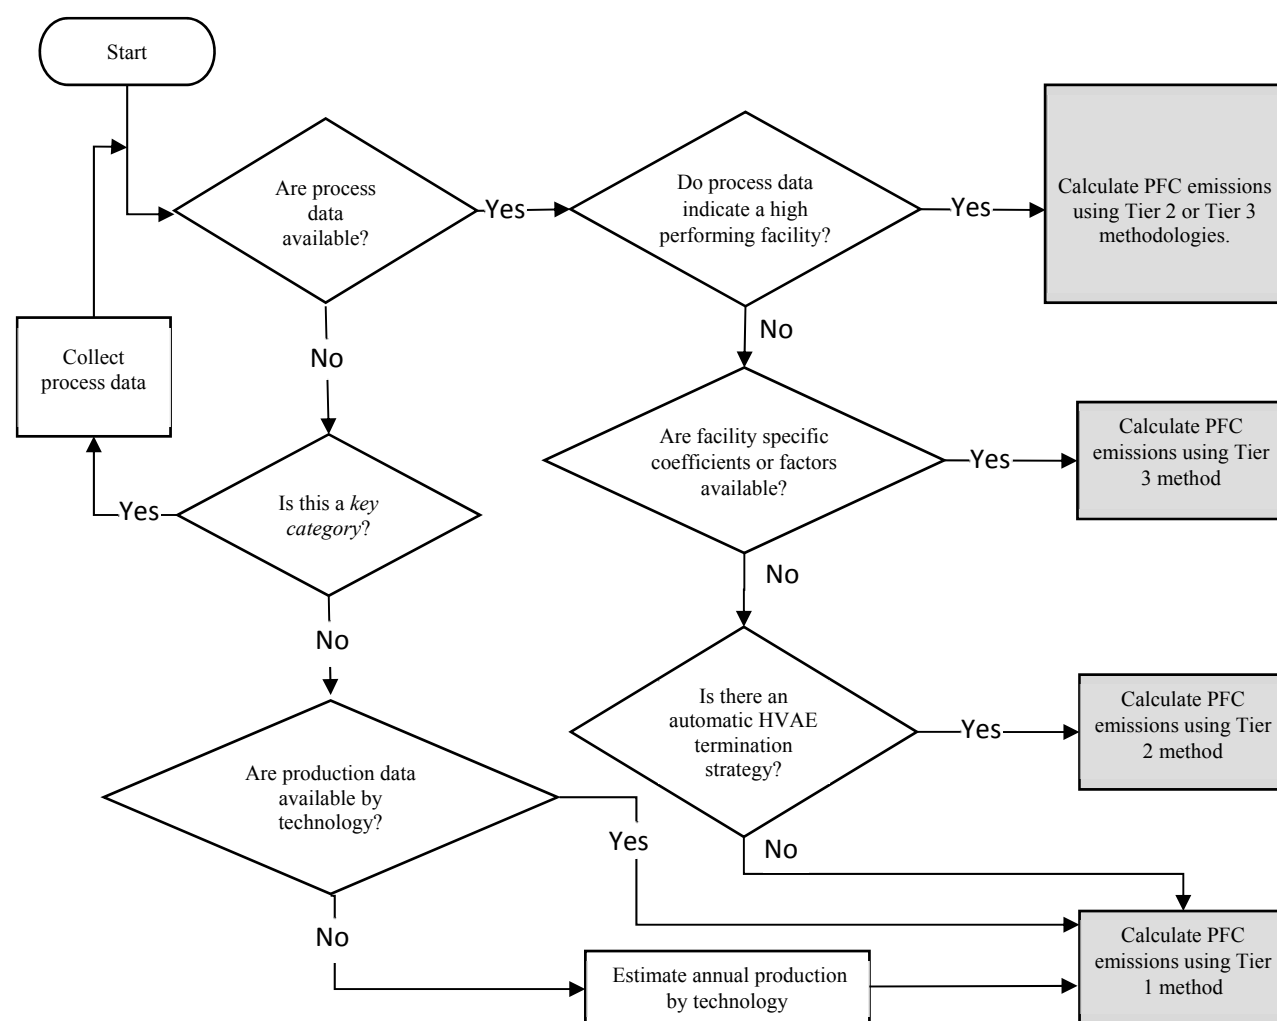 Start
Are process
data
available?
Yes
Do process data
indicate a high
performing facility?
Yes
Calculate PFC emissions
using Tier 2 or Tier 3
methodologies.
No
No
Collect
process data
Are facility specific
coefficients or factors
available?
Yes
Calculate PFC
emissions using Tier
3 method
Yes
Is this a key
category?
No
No
Is there an
automatic HVAE
termination
strategy?
Yes
Calculate PFC
emissions using Tier
2 method
Are production data
available by
technology?
Yes
No
No
Estimate annual production
by technology
Calculate PFC
emissions using Tier
1 method